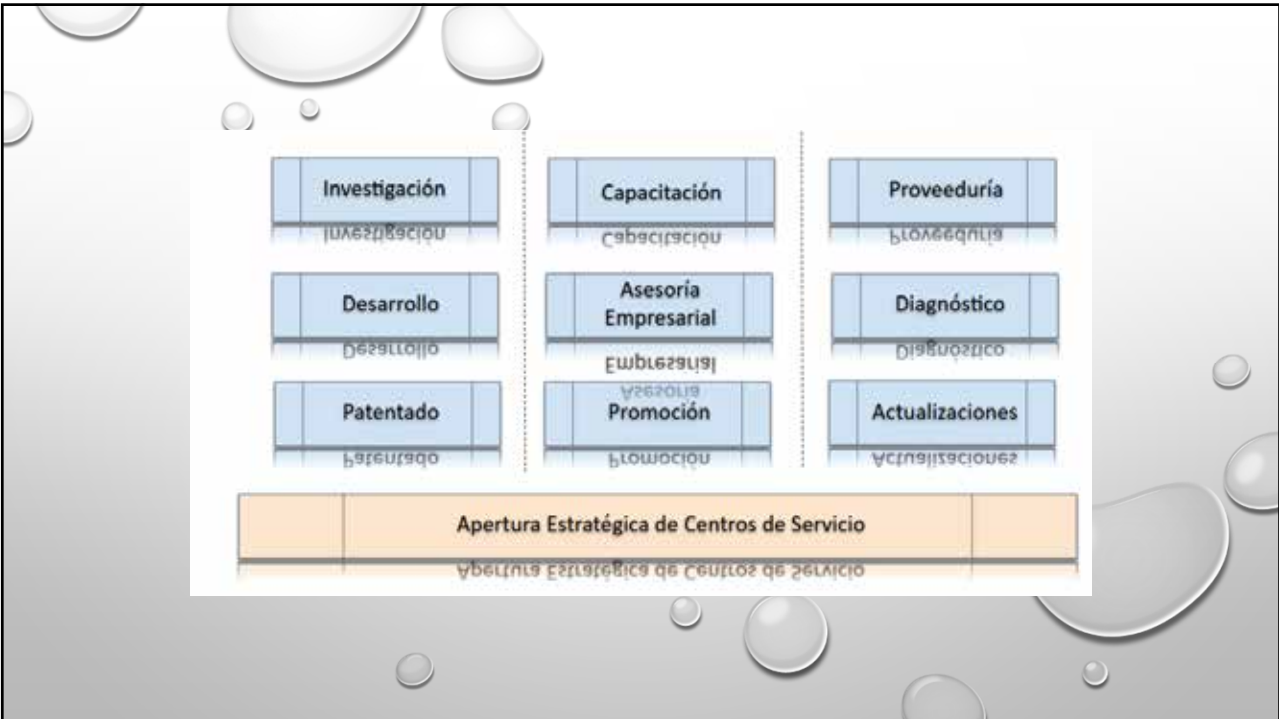 Investigación
Capacitación
Proveeduría
Desarrollo
Asesoría
Empresarial
Diagnóstico
Patentado
Promoción
Actualizaciones
Apertura Estratégica de Centros de Servicio